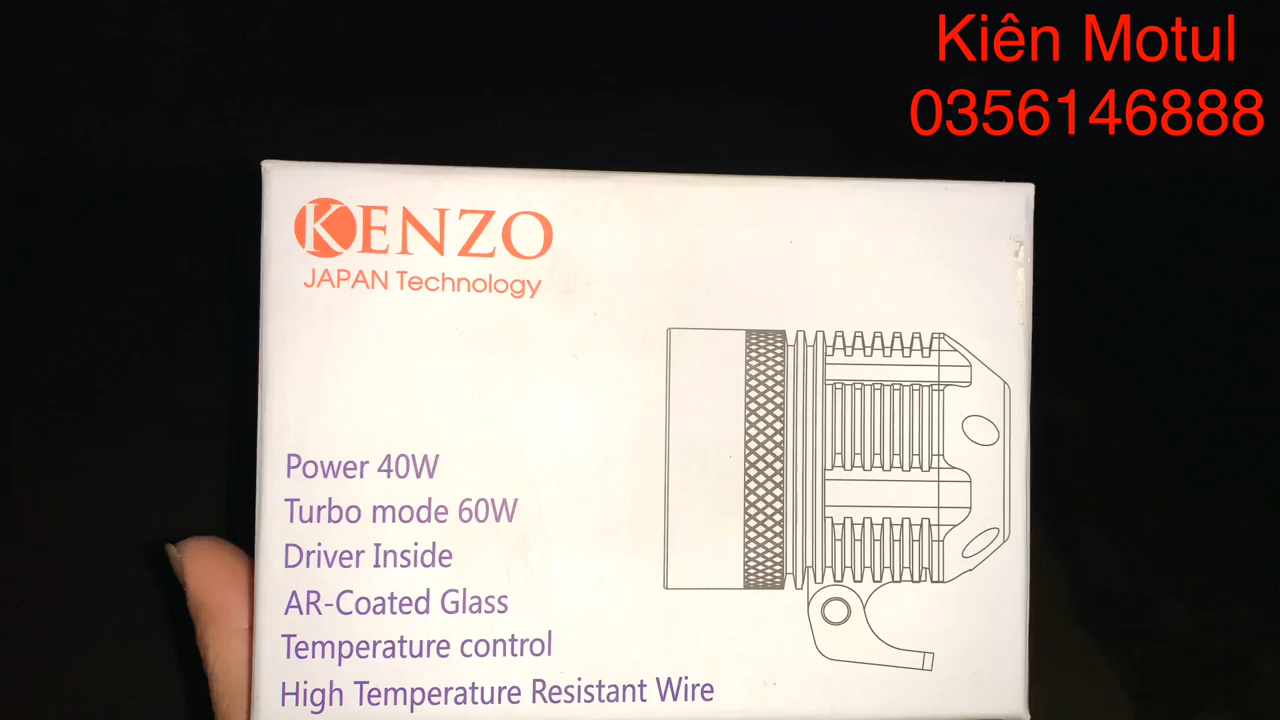 Kiên Motul
0356146888
KENZO
JAPAN Technology
Power 40W
Turbo mode 60W
Driver Inside
AR-Coated Glass
Temperature control
High Temperature Resistant Wire